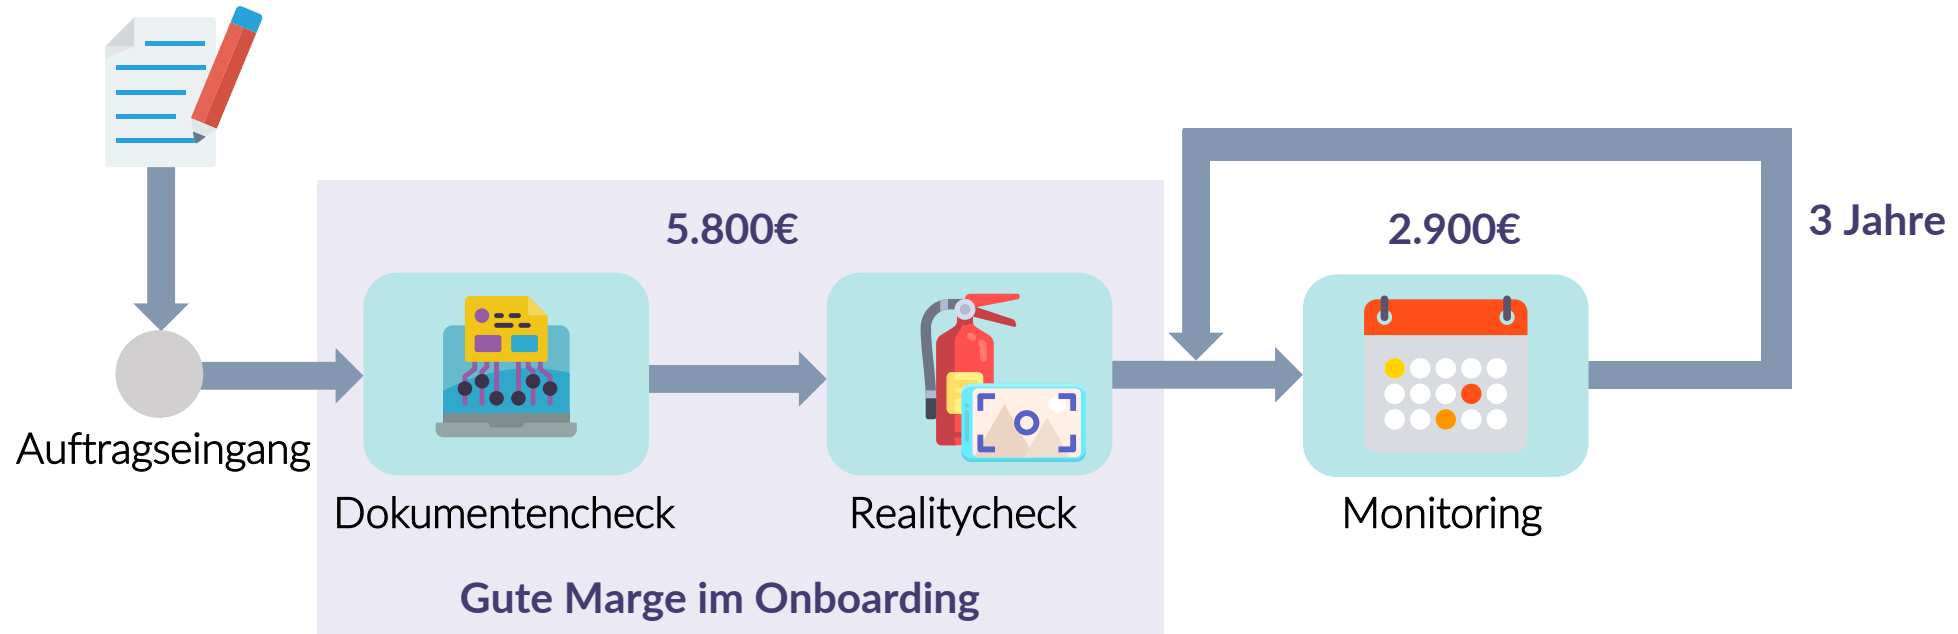 5.800€
2.900€
3 Jahre
Auftragseingang
Dokumentencheck
Realitycheck
Monitoring
Gute Marge im Onboarding